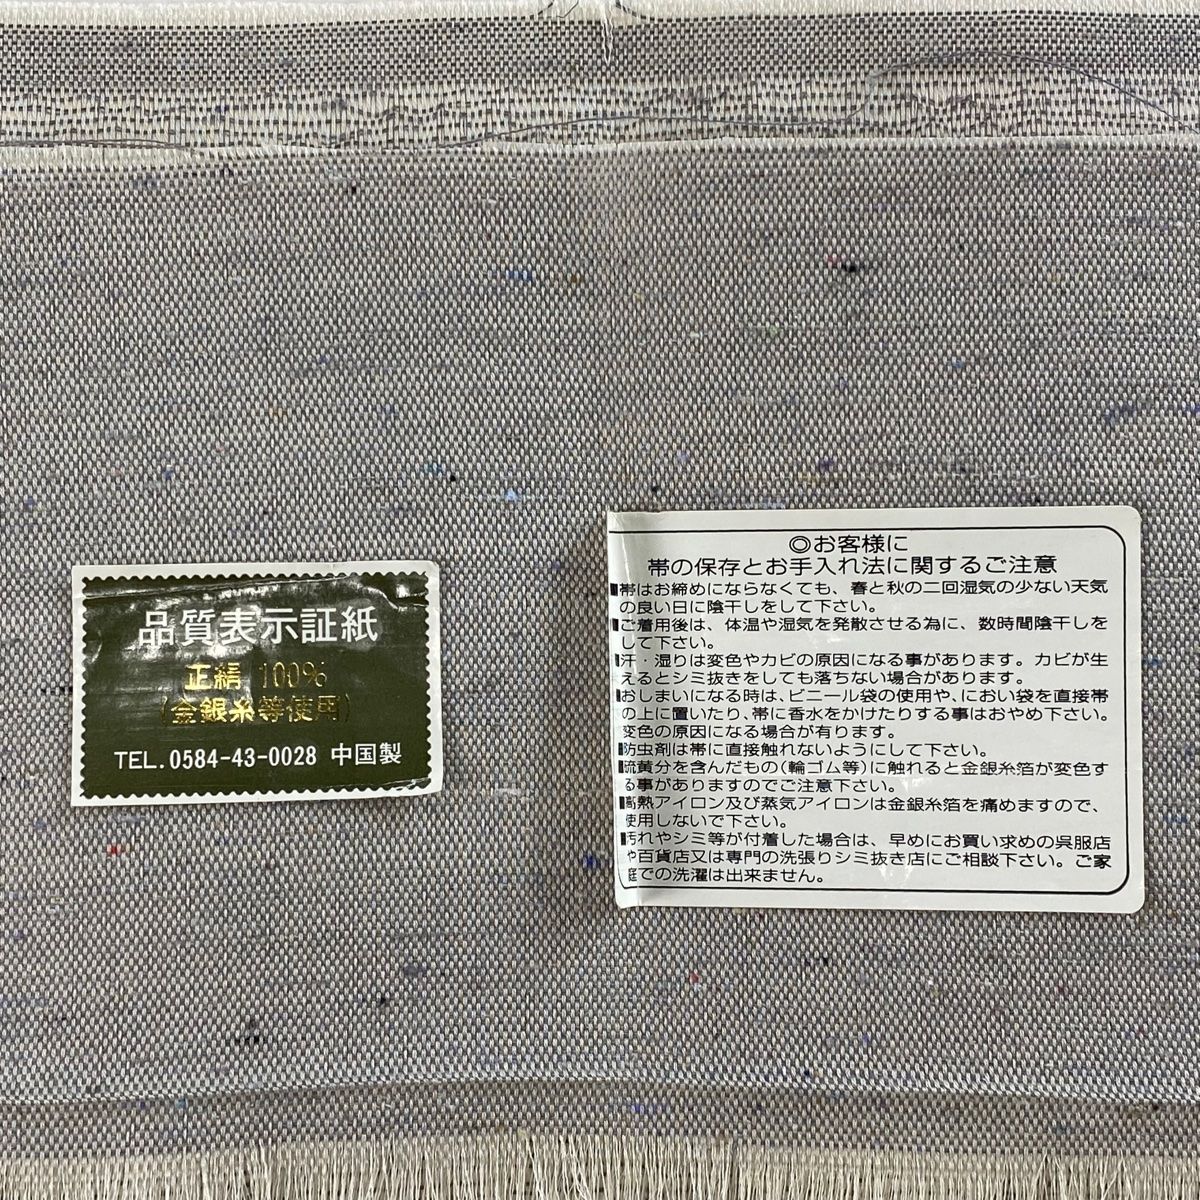 品質表示証紙
正絹 100%
(金銀糸等使用)
TEL.0584-43-0028 中国製
◎お客様に
帯の保存とお手入れ法に関するご注意
■帯はお締めにならなくても、春と秋の二回湿気の少ない天気
の良い日に陰干しをして下さい。
■ご着用後は、体温や湿気を発散させる為に、数時間陰干しを
して下さい。
■汗・湿りは変色やカビの原因になる事があります。カビが生
えるとシミ抜きをしても落ちない場合があります。
■おしまいになる時は、ビニール袋の使用や、におい袋を直接帯
の上に置いたり、帯に香水をかけたりする事はおやめ下さい。
変色の原因になる場合が有ります。
■防虫剤は帯に直接触れないようにして下さい。
■硫黄分を含んだもの(輪ゴム等)に触れると金銀糸箔が変色す
る事がありますのでご注意下さい。
■高熱アイロン及び蒸気アイロンは金銀糸箔を痛めますので、
使用しないで下さい。
■汚れやシミ等が付着した場合は、早めにお買い求めの呉服店
や百貨店又は専門の洗張りシミ抜き店にご相談下さい。ご家
庭での洗濯は出来ません。